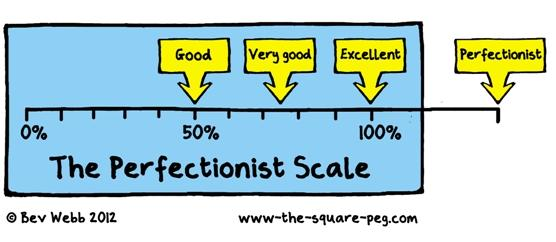 Good Very good Excellent Perfectionist
0% 50% 100%
The Perfectionist Scale
© Bev Webb 2012 www-the-square-peg.com